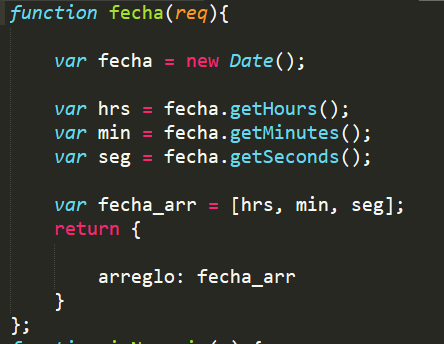 function fecha(req){
var fecha = new Date();
var hrs = fecha.getHours();
var min = fecha.getMinutes();
var seg = fecha.getSeconds();
var fecha_arr = [hrs, min, seg];
return {
arreglo: fecha_arr
}
};